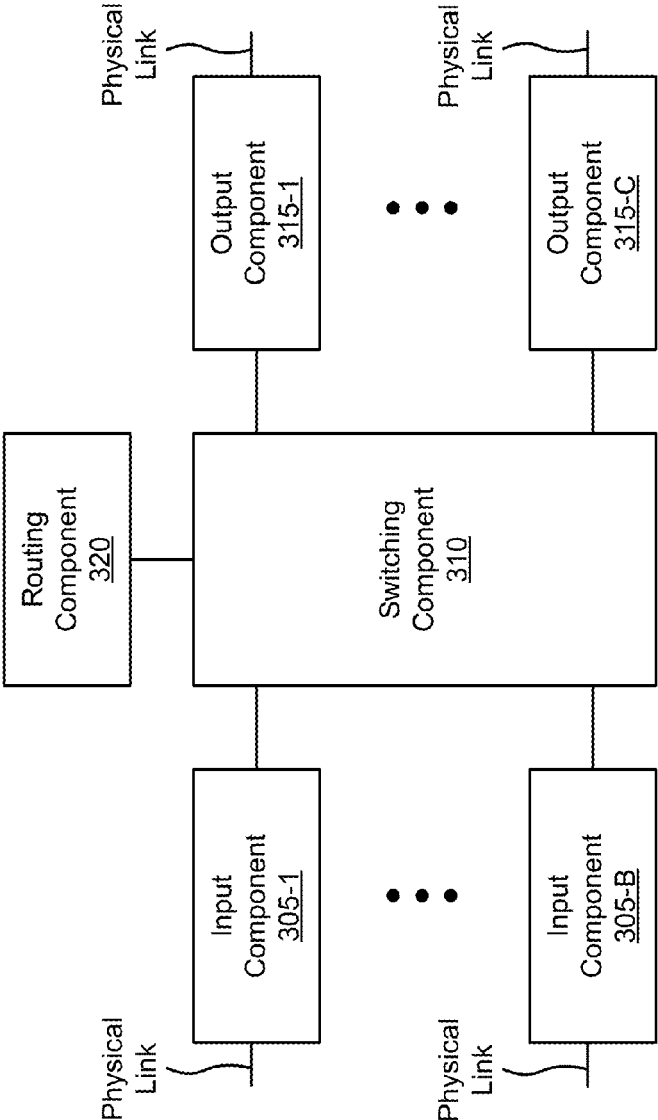 Routing
Component
320
Physical
Link
Input
Component
305-1
Switching
Component
310
Output
Component
315-1
Physical
Link
Physical
Link
Input
Component
305-B
Output
Component
315-C
Physical
Link